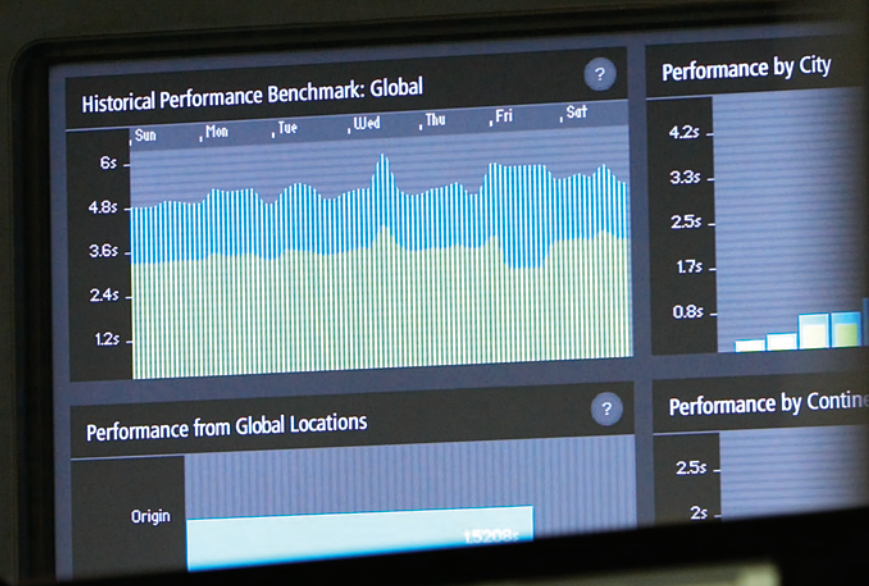 Historical Performance Benchmark: Global
?
Sun
Mon
Tue
Wed
Thu
Fri
Sat
6s
4.8s
3.6s
2.4s
1.2s
Performance by City
4.2s
3.3s
2.5s
1.7s
0.8s
Performance from Global Locations
?
Origin
1.5208s
Performance by Contine
2.5s
2s